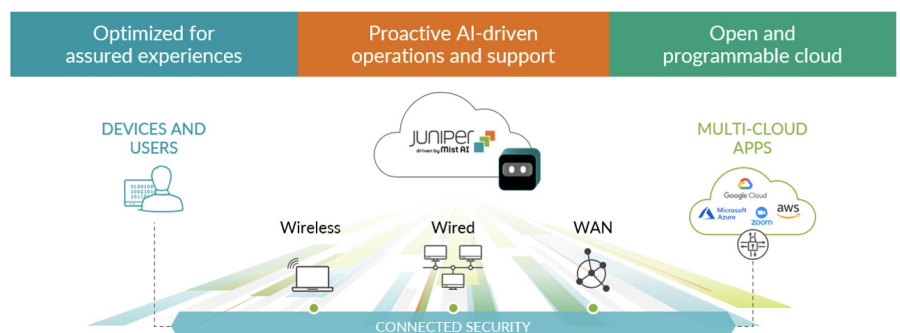 Optimized for
assured experiences
Proactive AI-driven
operations and support
Open and
programmable cloud
DEVICES AND
USERS
JUNIPER
driven by Mist AI
MULTI-CLOUD
APPS
Google Cloud
Microsoft
Azure
zoom
aws
Wireless
Wired
WAN
CONNECTED SECURITY